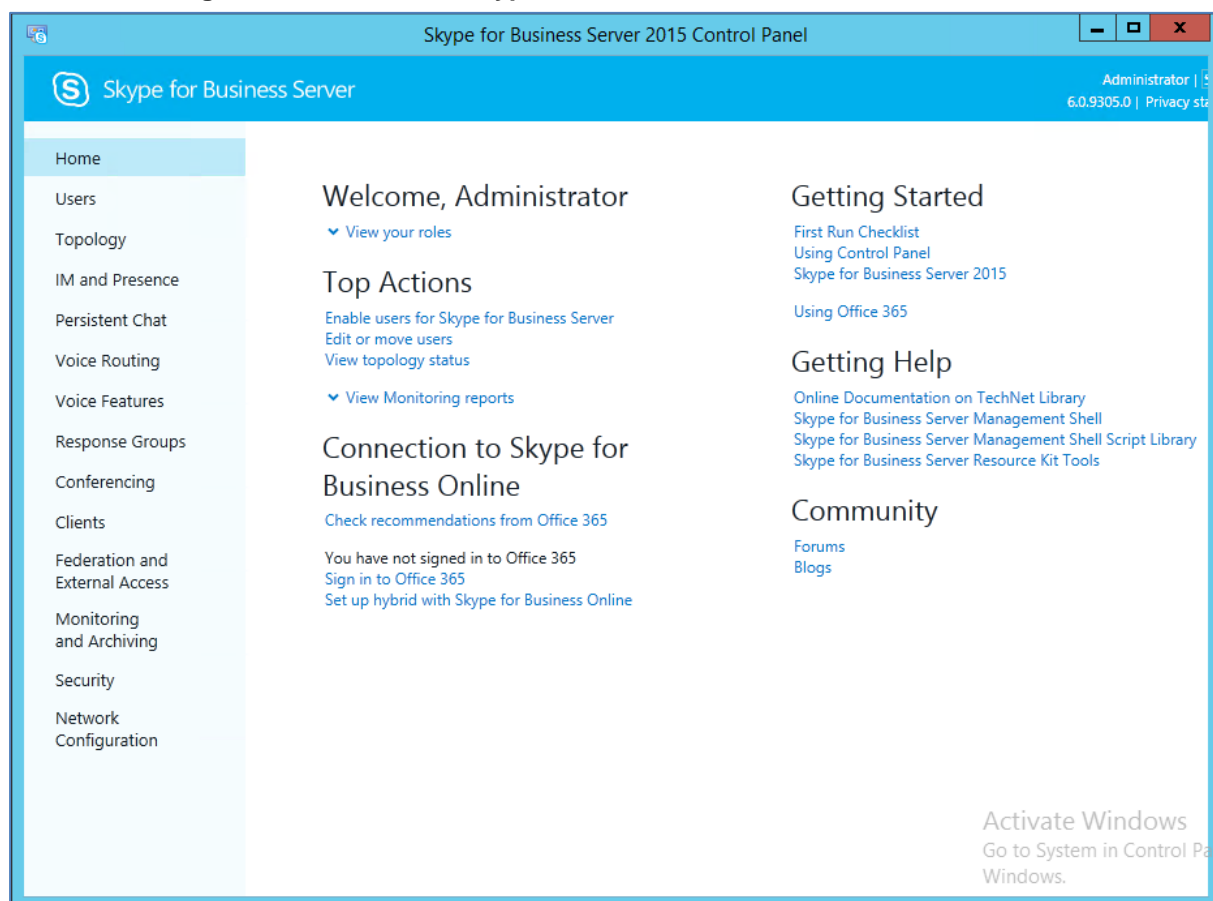 Skype for Business Server 2015 Control Panel
Skype for Business Server
Administrator |
6.0.9305.0 | Privacy
Home
Users
Topology
IM and Presence
Persistent Chat
Voice Routing
Voice Features
Response Groups
Conferencing
Clients
Federation and
External Access
Monitoring
and Archiving
Security
Network
Configuration
Welcome, Administrator
View your roles
Top Actions
Enable users for Skype for Business Server
Edit or move users
View topology status
View Monitoring reports
Connection to Skype for
Business Online
Check recommendations from Office 365
You have not signed in to Office 365
Sign in to Office 365
Set up hybrid with Skype for Business Online
Getting Started
First Run Checklist
Using Control Panel
Skype for Business Server 2015
Using Office 365
Getting Help
Online Documentation on TechNet Library
Skype for Business Server Management Shell
Skype for Business Server Management Shell Script Library
Skype for Business Server Resource Kit Tools
Community
Forums
Blogs
Activate Windows
Go to System in Control
Windows.